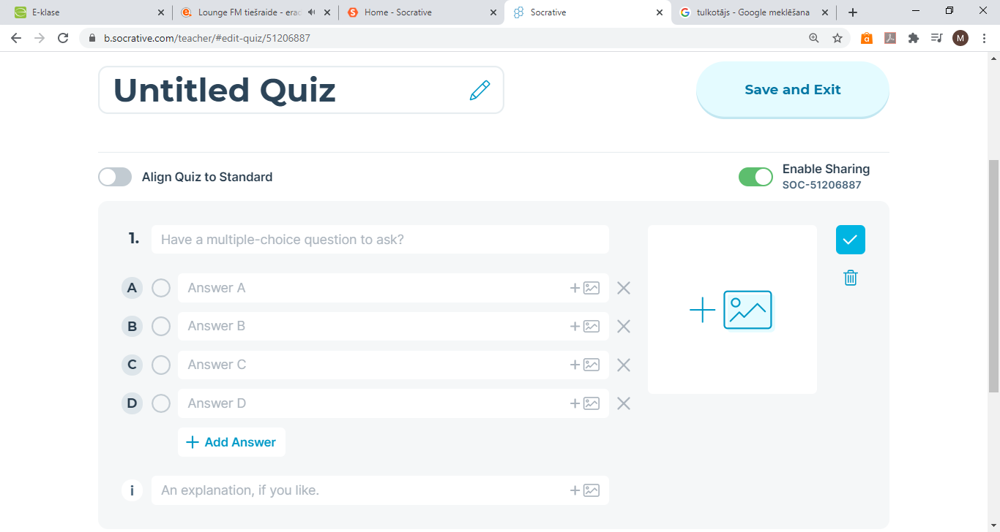 E-klase
Lounge FM tiešraide - erad
Home - Socrative
Socrative
tulkotājs - Google meklēšana
b.socrative.com/teacher/#edit-quiz/51206887
M
Untitled Quiz
Save and Exit
Align Quiz to Standard
Enable Sharing
SOC-51206887
1.
Have a multiple-choice question to ask?
A
Answer A
B
Answer B
C
Answer C
D
Answer D
+ Add Answer
i
An explanation, if you like.